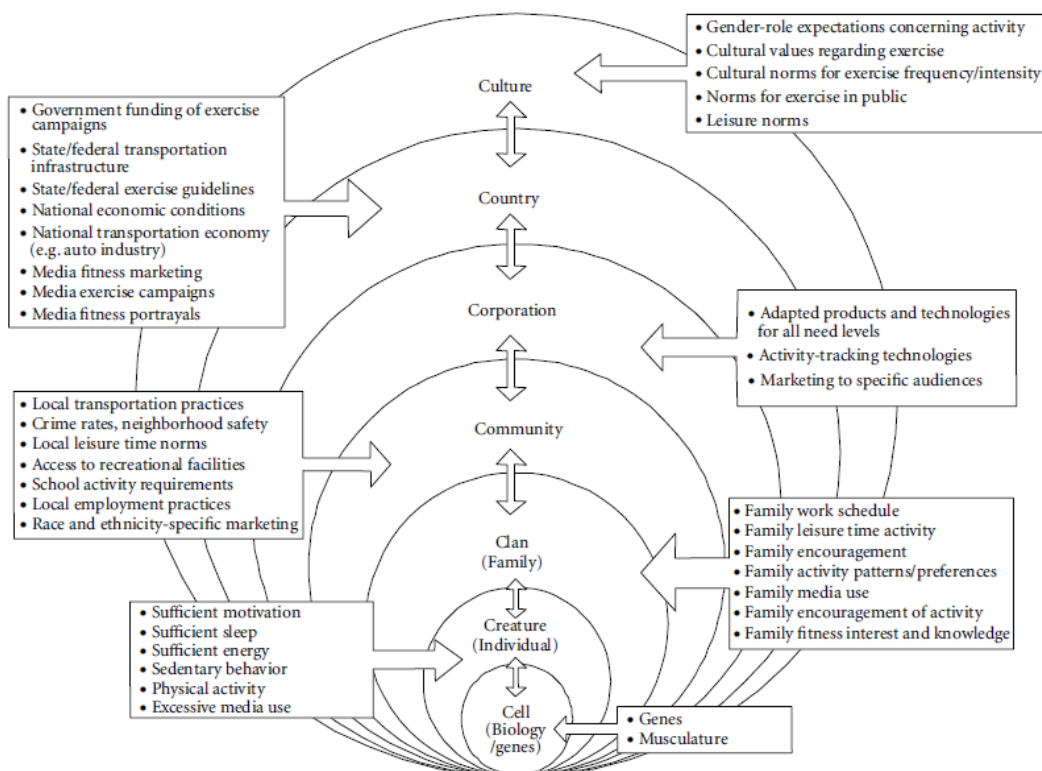 • Gender-role expectations concerning activity
• Cultural values regarding exercise
• Cultural norms for exercise frequency/intensity
• Norms for exercise in public
• Leisure norms
Culture
• Government funding of exercise
campaigns
• State/federal transportation
infrastructure
• State/federal exercise guidelines
• National economic conditions
• National transportation economy
(e.g. auto industry)
• Media fitness marketing
• Media exercise campaigns
• Media fitness portrayals
Country
Corporation
• Adapted products and technologies
for all need levels
• Activity-tracking technologies
• Marketing to specific audiences
• Local transportation practices
• Crime rates, neighborhood safety
• Local leisure time norms
• Access to recreational facilities
• School activity requirements
• Local employment practices
• Race and ethnicity-specific marketing
Community
Clan
(Family)
• Family work schedule
• Family leisure time activity
• Family encouragement
• Family activity patterns/preferences
• Family media use
• Family encouragement of activity
• Family fitness interest and knowledge
• Sufficient motivation
• Sufficient sleep
• Sufficient energy
• Sedentary behavior
• Physical activity
• Excessive media use
Creature
(Individual)
Cell
(Biology
/genes)
• Genes
• Musculature